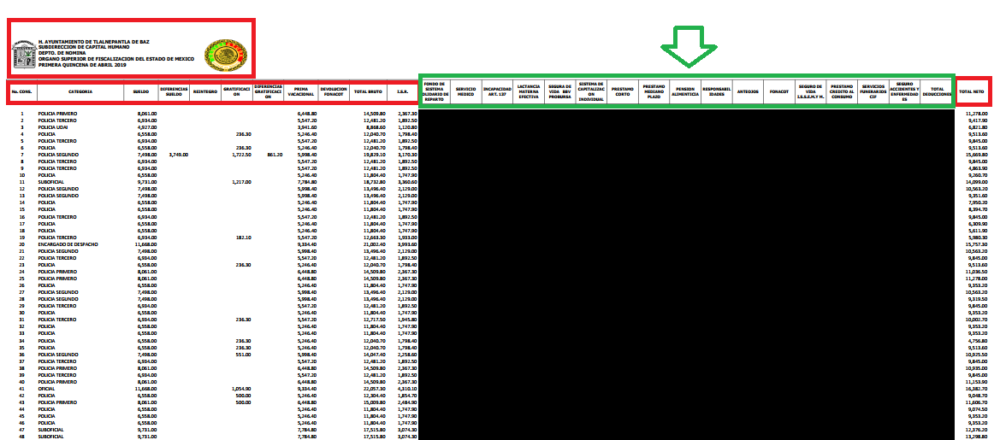 H. AYUNTAMIENTO DE TLALNEPANTLA DE BAZ
SUBDIRECCION DE CAPITAL HUMANO
DEPTO. DE NOMINA
ORGANO SUPERIOR DE FISCALIZACION DEL ESTADO DE MEXICO
PRIMERA QUINCENA DE ABRIL 2019
No. CONS. CATEGORIA SUELDO DIFERENCIAS SUELDO REINTEGRO GRATIFICACI ON DIFERENCIAS GRATIFICACI ON PRIMA VACACIONAL DEVOLUCION FONACOT TOTAL BRUTO I.S.R. FONDO DE SISTEMA OLIDARIO DE REPARTO SERVICIO MEDICO INCAPACIDAD ART. 137 LACTANCIA MATERNA EFECTIVA SEGURA DE VIDA BBV PROBURSA SISTEMA DE CAPITALIZAC ON INDIVIDUAL PRESTAMO CORTO PRESTAMO MEDIANO PLAZO PENSION ALIMENTICIA RESPONSABIL IDADES ANTEOJOS FONACOT SEGURO DE VIDA I.S.S.E.M.Y M. PRESTAMO CREDITO AL CONSUMO SERVICIOS FUNERARIOS CIF SEGURO ACCIDENTES Y ENFERMEDAD ES TOTAL DEDUCCIONES TOTAL NETO
1 POLICIA PRIMERO 8,061.00 6,448.80 14,509.80 2,367.30 11,278.00
2 POLICIA TERCERO 6,934.00 5,547.20 12,481.20 1,892.50 9,417.90
3 POLICIA UDAI 4,927.00 3,941.60 8,868.60 1,120.80 6,821.80
4 POLICIA 6,558.00 236.30 5,246.40 12,040.70 1,798.40 9,513.60
5 POLICIA TERCERO 6,934.00 5,547.20 12,481.20 1,892.50 9,845.00
6 POLICIA 6,558.00 236.30 5,246.40 12,040.70 1,798.40 9,513.60
7 POLICIA SEGUNDO 7,498.00 3,749.00 1,722.50 861.20 5,998.40 19,829.10 3,170.30 15,669.80
8 POLICIA TERCERO 6,934.00 5,547.20 12,481.20 1,892.50 9,845.00
9 POLICIA TERCERO 6,934.00 5,547.20 12,481.20 1,892.50 4,863.90
10 POLICIA 6,558.00 5,246.40 11,804.40 1,747.90 9,260.70
11 SUBOFICIAL 9,731.00 1,217.00 7,784.80 18,732.80 3,360.60 14,099.00
12 POLICIA SEGUNDO 7,498.00 5,998.40 13,496.40 2,129.00 10,563.20
13 POLICIA SEGUNDO 7,498.00 5,998.40 13,496.40 2,129.00 9,351.60
14 POLICIA 6,558.00 5,246.40 11,804.40 1,747.90 7,950.20
15 POLICIA 6,558.00 5,246.40 11,804.40 1,747.90 8,394.70
16 POLICIA TERCERO 6,934.00 5,547.20 12,481.20 1,892.50 9,845.00
17 POLICIA 6,558.00 5,246.40 11,804.40 1,747.90 6,309.90
18 POLICIA 6,558.00 5,246.40 11,804.40 1,747.90 5,611.90
19 POLICIA TERCERO 6,934.00 182.10 5,547.20 12,663.30 1,933.00 5,980.30
20 ENCARGADO DE DESPACHO 11,668.00 9,334.40 21,002.40 3,993.60 15,757.30
21 POLICIA SEGUNDO 7,498.00 5,998.40 13,496.40 2,129.00 10,563.20
22 POLICIA TERCERO 6,934.00 5,547.20 12,481.20 1,892.50 9,845.00
23 POLICIA 6,558.00 236.30 5,246.40 12,040.70 1,798.40 9,513.60
24 POLICIA PRIMERO 8,061.00 6,448.80 14,509.80 2,367.30 11,036.50
25 POLICIA PRIMERO 8,061.00 6,448.80 14,509.80 2,367.30 11,278.00
26 POLICIA 6,558.00 5,246.40 11,804.40 1,747.90 9,353.20
27 POLICIA SEGUNDO 7,498.00 5,998.40 13,496.40 2,129.00 10,563.20
28 POLICIA SEGUNDO 7,498.00 5,998.40 13,496.40 2,129.00 9,319.50
29 POLICIA TERCERO 6,934.00 5,547.20 12,481.20 1,892.50 9,845.00
30 POLICIA 6,558.00 5,246.40 11,804.40 1,747.90 9,353.20
31 POLICIA TERCERO 6,934.00 236.30 5,547.20 12,717.50 1,945.80 10,002.70
32 POLICIA 6,558.00 5,246.40 11,804.40 1,747.90 9,353.20
33 POLICIA 6,558.00 5,246.40 11,804.40 1,747.90 9,353.20
34 POLICIA 6,558.00 236.30 5,246.40 12,040.70 1,798.40 4,756.80
35 POLICIA 6,558.00 236.30 5,246.40 12,040.70 1,798.40 9,513.60
36 POLICIA SEGUNDO 7,498.00 551.00 5,998.40 14,047.40 2,258.60 10,925.50
37 POLICIA TERCERO 6,934.00 5,547.20 12,481.20 1,892.50 9,845.00
38 POLICIA PRIMERO 8,061.00 6,448.80 14,509.80 2,367.30 10,935.00
39 POLICIA TERCERO 6,934.00 5,547.20 12,481.20 1,892.50 9,845.00
40 POLICIA PRIMERO 8,061.00 6,448.80 14,509.80 2,367.30 11,153.90
41 OFICIAL 11,668.00 1,054.90 9,334.40 22,057.30 4,310.10 16,382.70
42 POLICIA 6,558.00 500.00 5,246.40 12,304.40 1,854.70 9,048.70
43 POLICIA PRIMERO 8,061.00 500.00 6,448.80 15,009.80 2,484.90 11,606.70
44 POLICIA 6,558.00 5,246.40 11,804.40 1,747.90 9,074.50
45 POLICIA 6,558.00 5,246.40 11,804.40 1,747.90 9,353.20
46 POLICIA 6,558.00 5,246.40 11,804.40 1,747.90 9,353.20
47 SUBOFICIAL 9,731.00 7,784.80 17,515.80 3,074.30 12,376.20
48 SUBOFICIAL 9,731.00 7,784.80 17,515.80 3,074.30 13,298.80